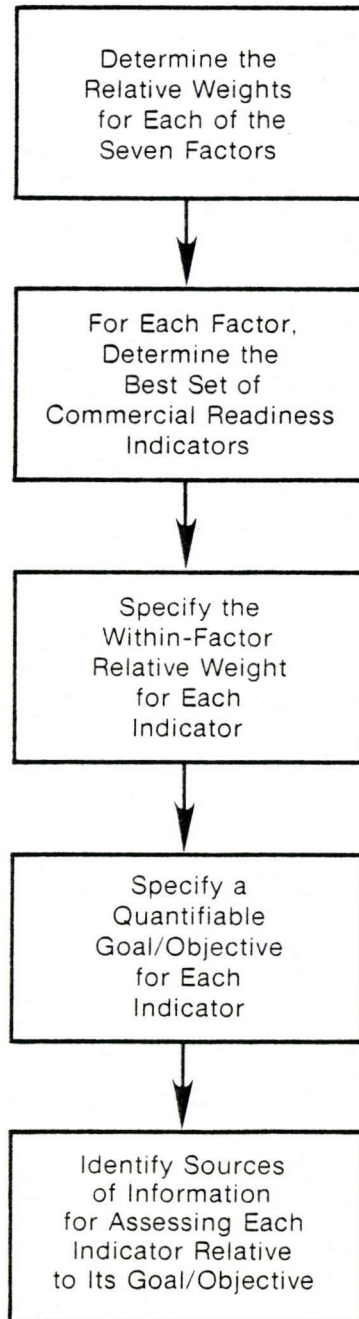 Determine the
Relative Weights
for Each of the
Seven Factors
For Each Factor,
Determine the
Best Set of
Commercial Readiness
Indicators
Specify the
Within-Factor
Relative Weight
for Each
Indicator
Specify a
Quantifiable
Goal/Objective
for Each
Indicator
Identify Sources
of Information
for Assessing Each
Indicator Relative
to Its Goal/Objective